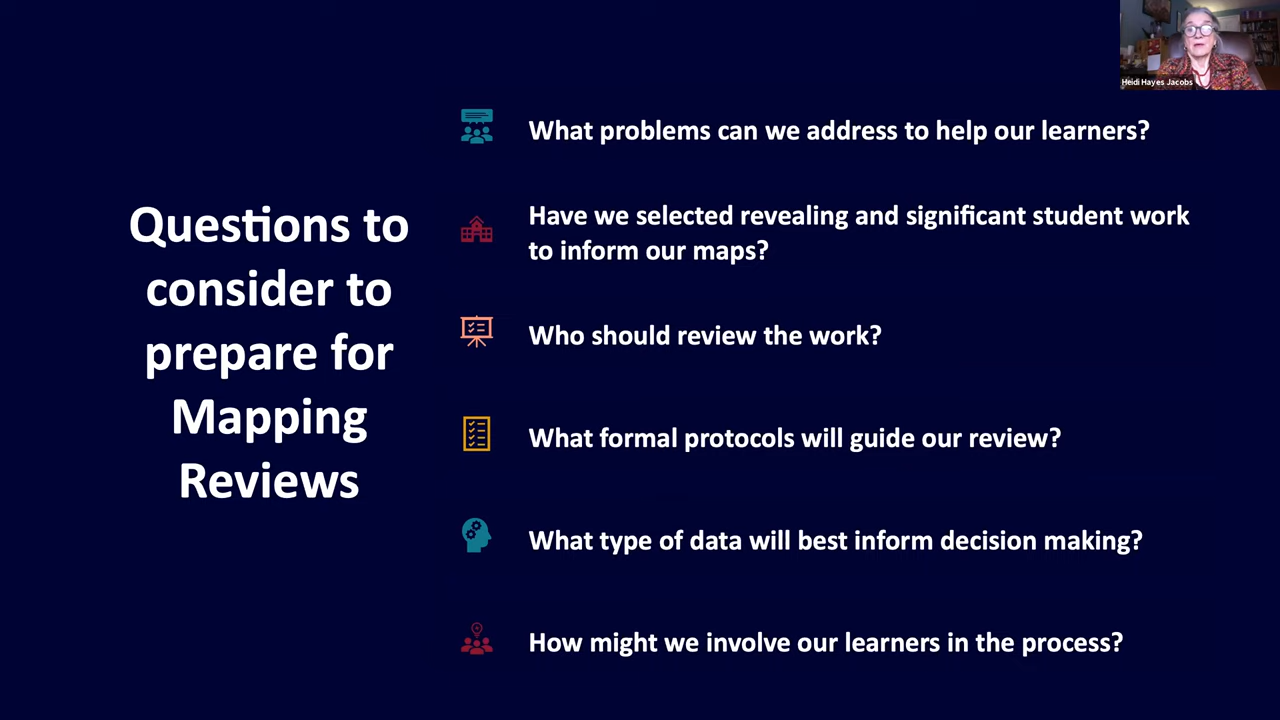 Heidi Hayes Jacobs
Questions to
consider to
prepare for
Mapping
Reviews
What problems can we address to help our learners?
Have we selected revealing and significant student work
to inform our maps?
Who should review the work?
What formal protocols will guide our review?
What type of data will best inform decision making?
How might we involve our learners in the process?